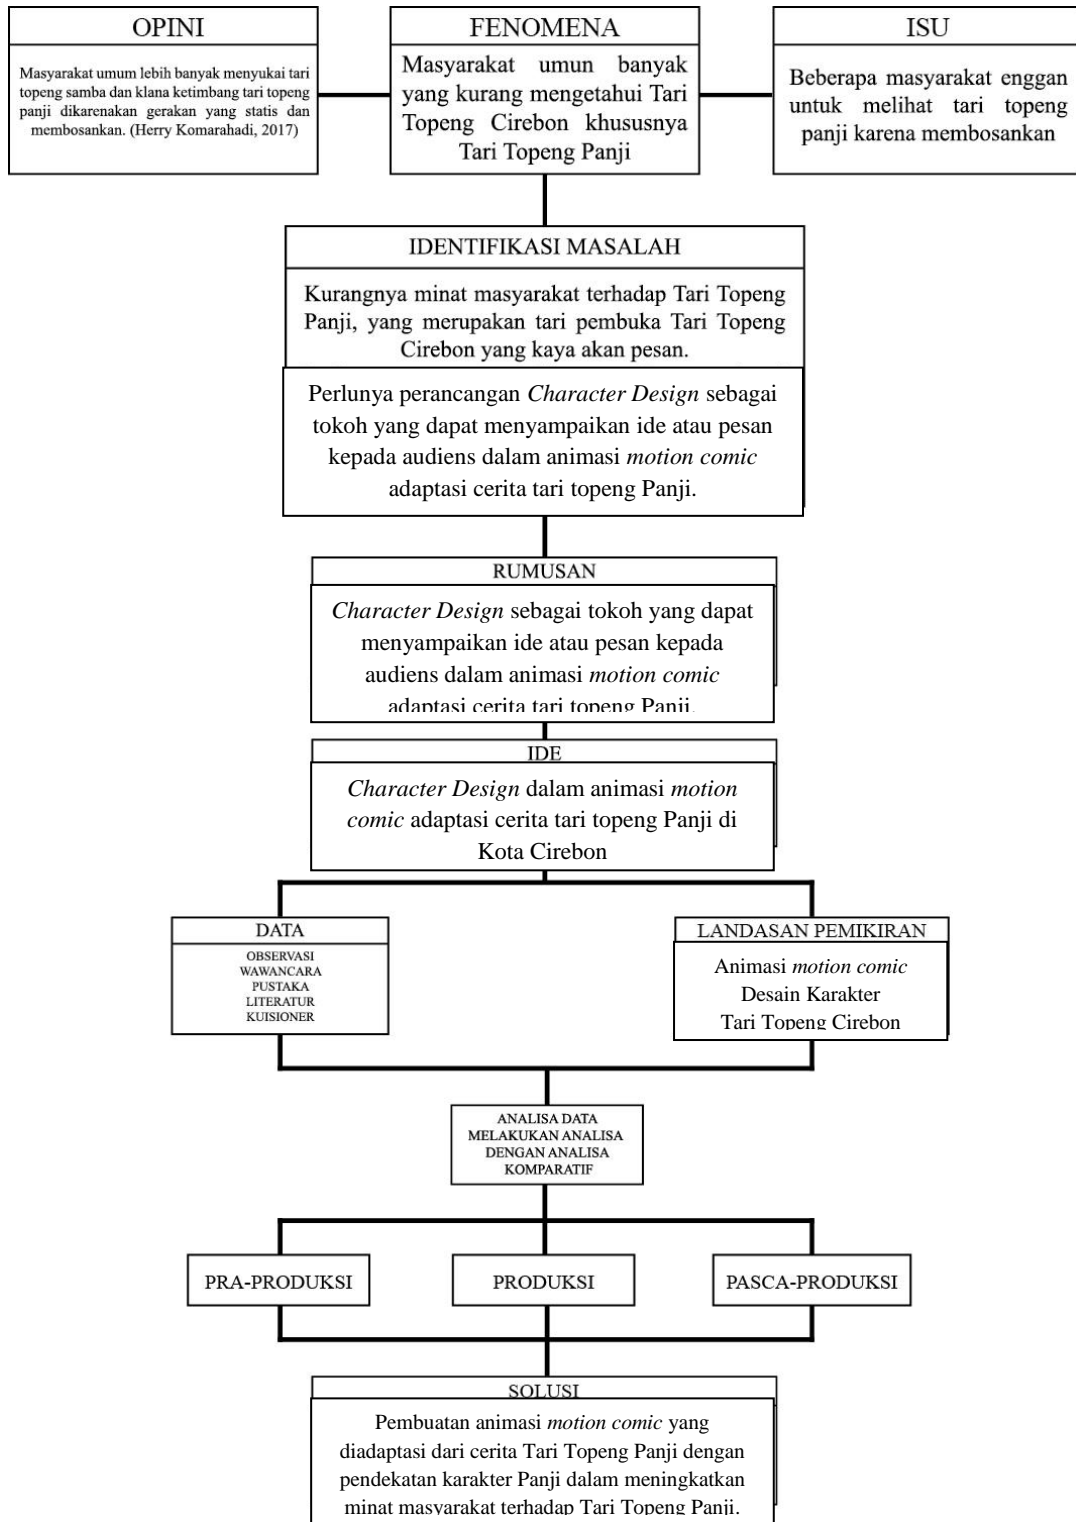 OPINI
Masyarakat umum lebih banyak menyukai tari
topeng samba dan klana ketimbang tari topeng
panji dikarenakan gerakan yang statis dan
membosankan. (Herry Komarahadi, 2017)
FENOMENA
Masyarakat umun banyak
yang kurang mengetahui Tari
Topeng Cirebon khususnya
Tari Topeng Panji
ISU
Beberapa masyarakat enggan
untuk melihat tari topeng
panji karena membosankan
IDENTIFIKASI MASALAH
Kurangnya minat masyarakat terhadap Tari Topeng
Panji, yang merupakan tari pembuka Tari Topeng
Cirebon yang kaya akan pesan.
Perlunya perancangan Character Design sebagai
tokoh yang dapat menyampaikan ide atau pesan
kepada audiens dalam animasi motion comic
adaptasi cerita tari topeng Panji.
RUMUSAN
Character Design sebagai tokoh yang dapat
menyampaikan ide atau pesan kepada
audiens dalam animasi motion comic
adaptasi cerita tari topeng Panji.
IDE
Character Design dalam animasi motion
comic adaptasi cerita tari topeng Panji di
Kota Cirebon
DATA
OBSERVASI
WAWANCARA
PUSTAKA
LITERATUR
KUISIONER
LANDASAN PEMIKIRAN
Animasi motion comic
Desain Karakter
Tari Topeng Cirebon
ANALISA DATA
MELAKUKAN ANALISA
DENGAN ANALISA
KOMPARATIF
PRA-PRODUKSI
PRODUKSI
PASCA-PRODUKSI
SOLUSI
Pembuatan animasi motion comic yang
diadaptasi dari cerita Tari Topeng Panji dengan
pendekatan karakter Panji dalam meningkatkan
minat masyarakat terhadap Tari Topeng Panji.